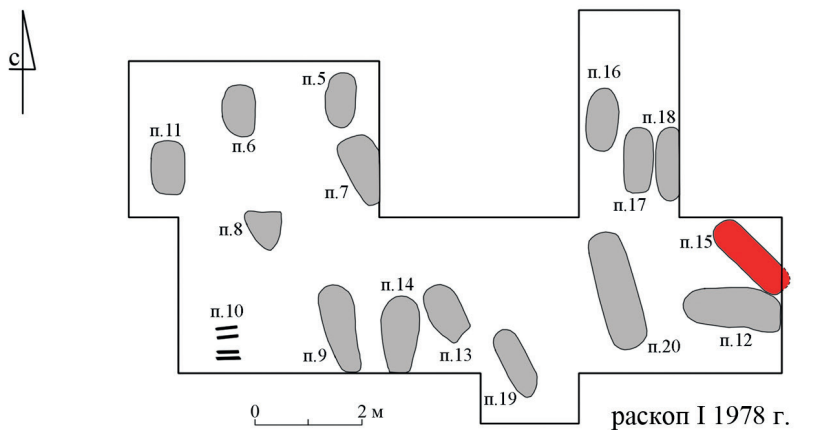 с
п.5
п.16
п.11
п.6
п.18
п.7
п.17
п.8
п.15
п.14
п.10
п.9
п.13
п.20
п.12
п.19
0 2 м
раскоп I 1978 г.